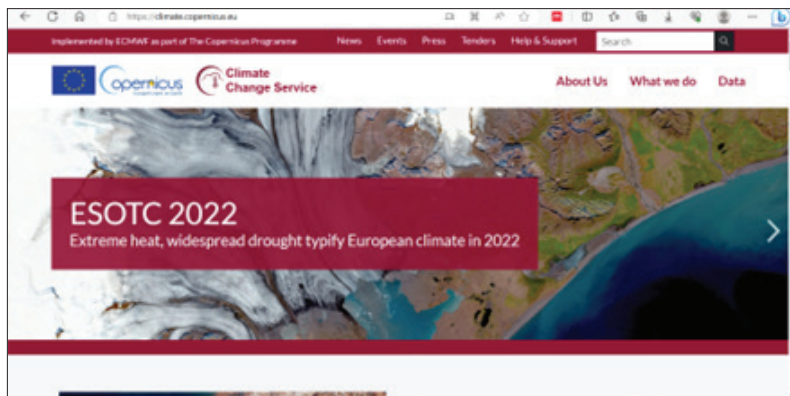 https://climate.copernicus.eu
Implemented by ECMWF as part of The Copernicus Programme News Events Press Tenders Help & Support Search
opernicus Climate
Change Service
About Us What we do Data
ESOTC 2022
Extreme heat, widespread drought typify European climate in 2022